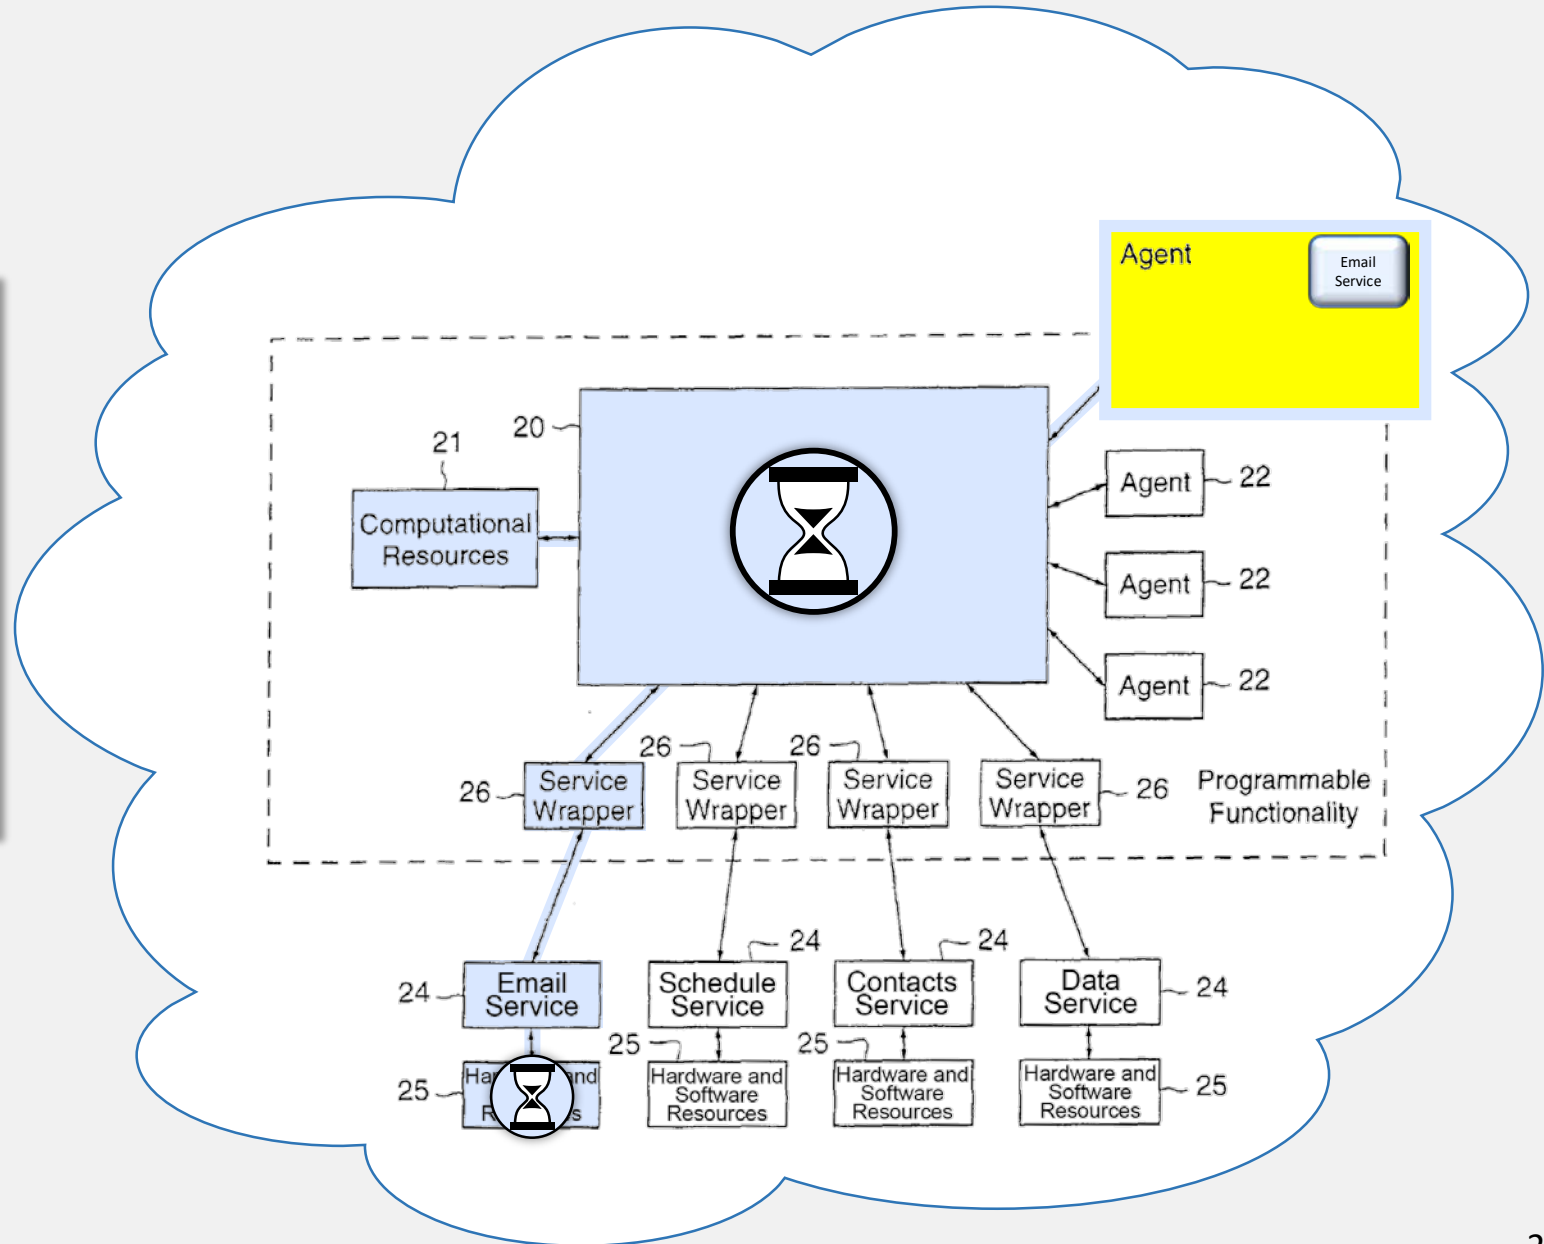 Agent
Email
Service
20
21
Computational
Resources
Agent
22
Agent
22
Agent
22
26
Service
Wrapper
26
Service
Wrapper
26
Service
Wrapper
Service
Wrapper
26
Programmable
Functionality
24
Email
Service
24
Schedule
Service
24
Contacts
Service
Data
Service
24
25
25
Hardware and
Software
Resources
25
Hardware and
Software
Resources
Hardware and
Software
Resources
25